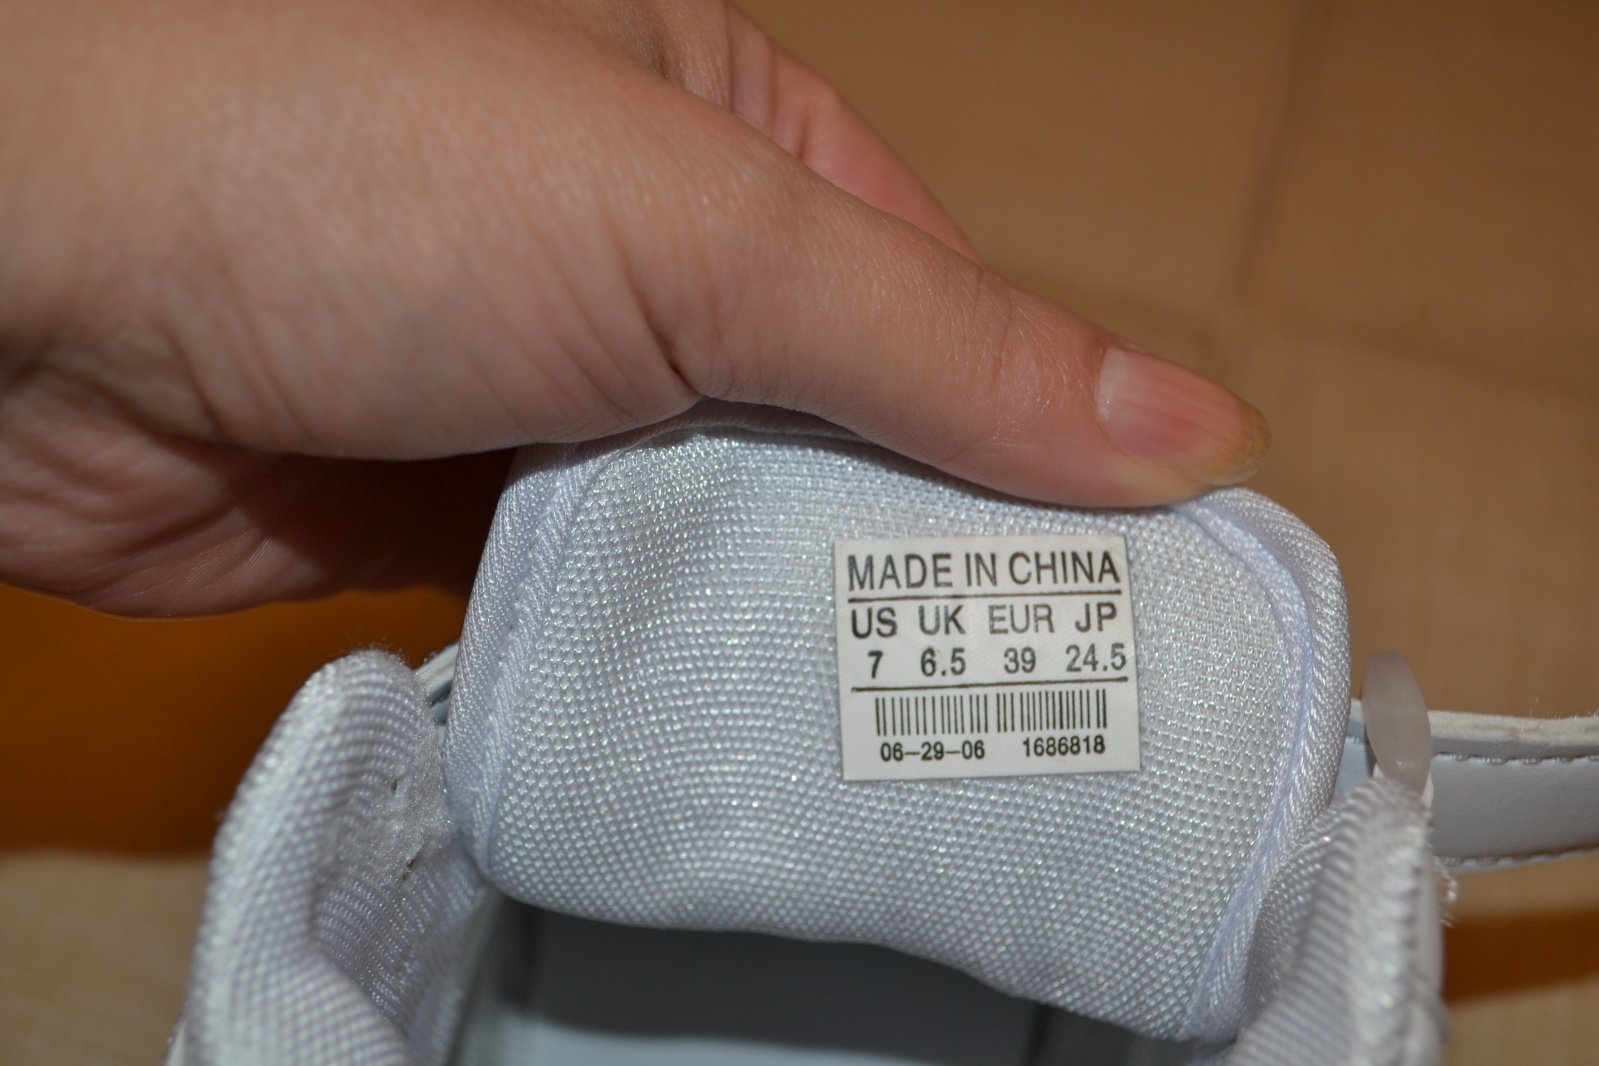 MADE IN CHINA
US UK EUR JP
7 6.5 39 24.5
06-29-06 1686818